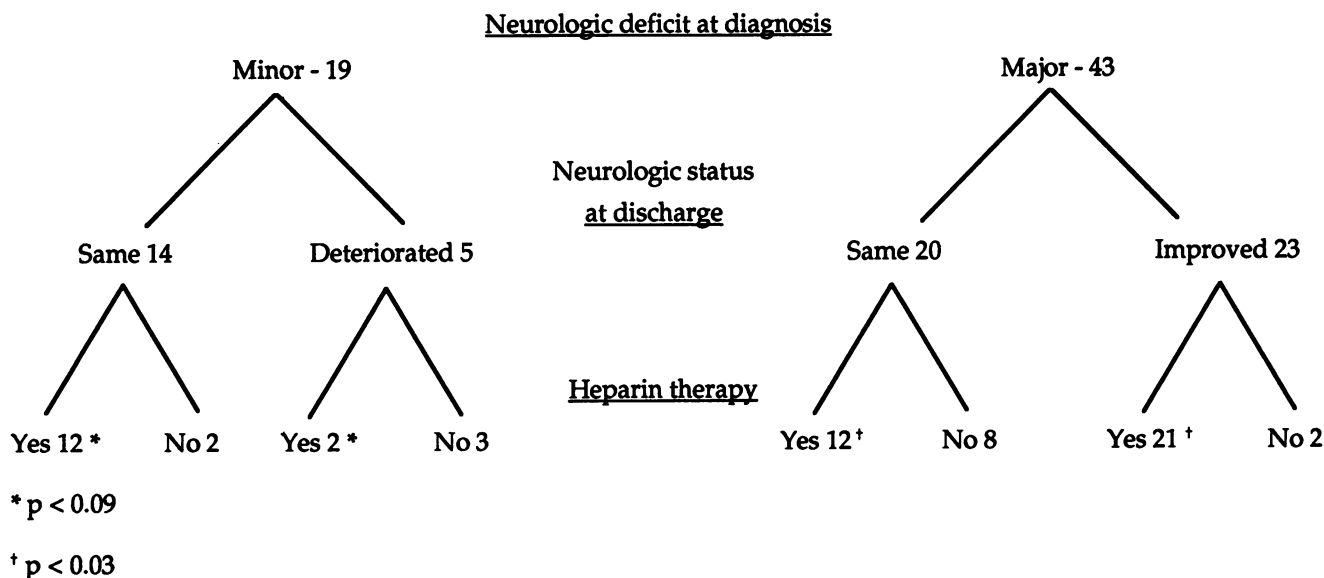 Neurologic deficit at diagnosis
Minor - 19
Major - 43
Neurologic status
at discharge
Same 14
Deteriorated 5
Same 20
Improved 23
Heparin therapy
Yes 12 *
No 2
Yes 2 *
No 3
Yes 12 †
No 8
Yes 21 †
No 2
* p < 0.09
† p < 0.03